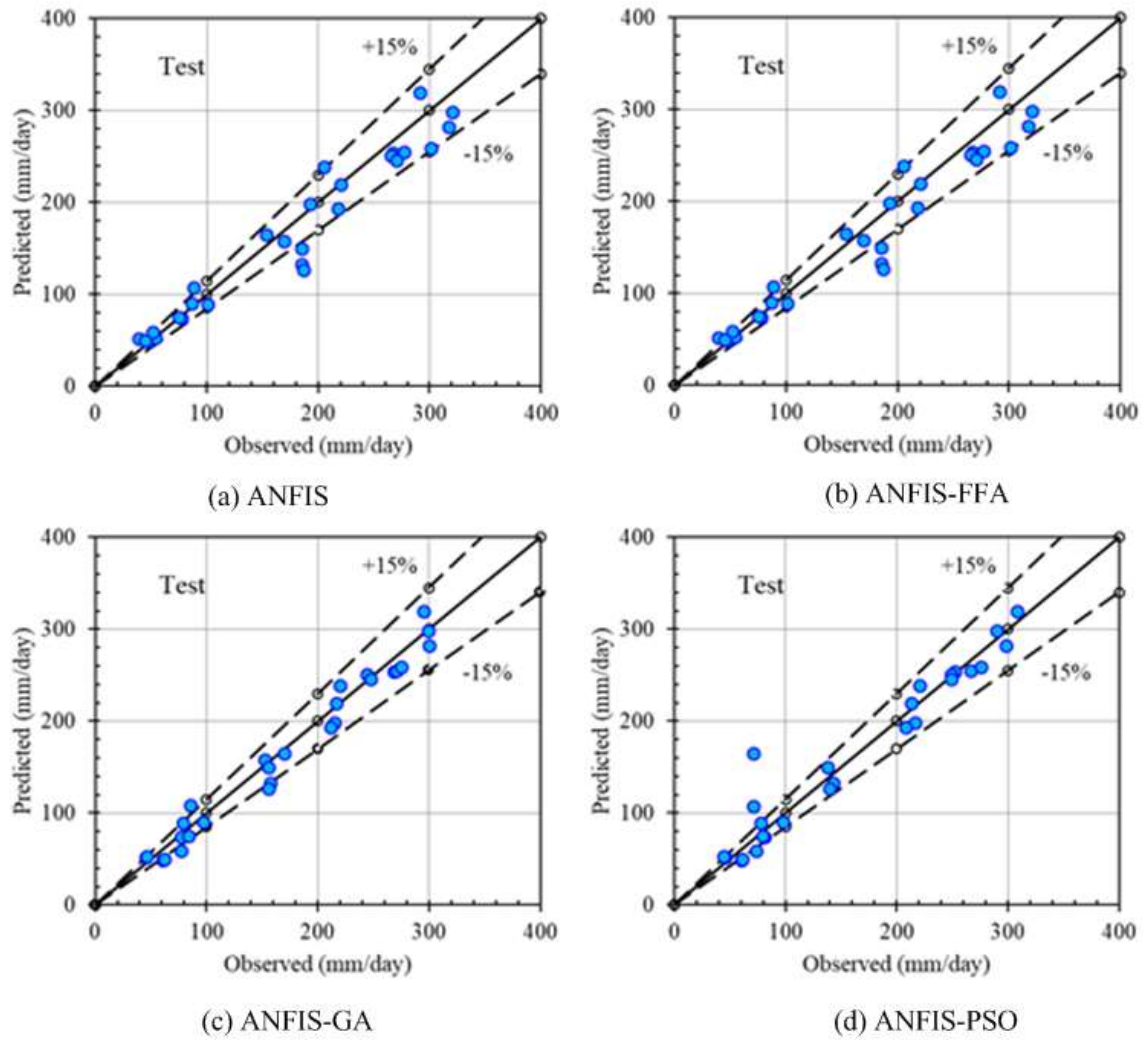 400
300
200
100
0
Predicted (mm/day)
Test
+15%
-15%
0 100 200 300 400
Observed (mm/day)
(a) ANFIS
400
300
200
100
0
Predicted (mm/day)
Test
+15%
-15%
0 100 200 300 400
Observed (mm/day)
(b) ANFIS-FFA
400
300
200
100
0
Predicted (mm/day)
Test
+15%
-15%
0 100 200 300 400
Observed (mm/day)
(c) ANFIS-GA
400
300
200
100
0
Predicted (mm/day)
Test
+15%
-15%
0 100 200 300 400
Observed (mm/day)
(d) ANFIS-PSO